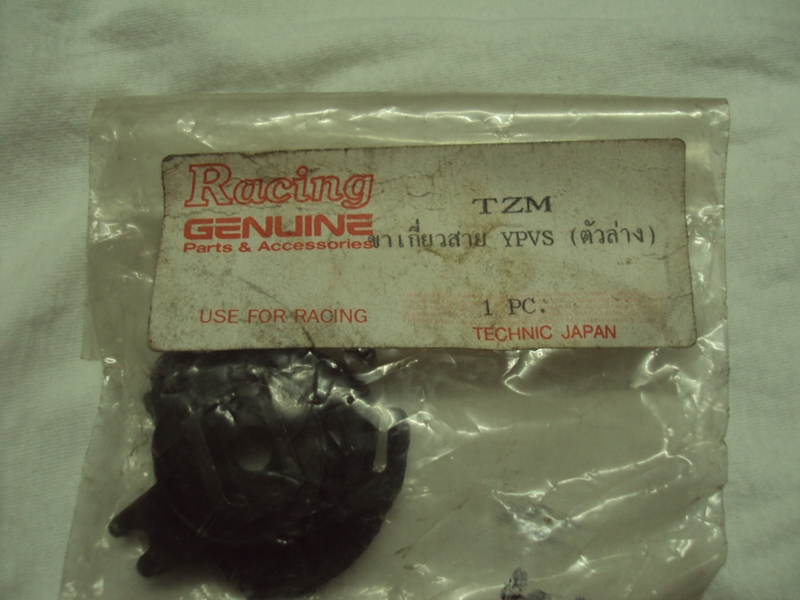 Racing
GENUINE
Parts & Accessories
TZM
ขาเกี่ยวสาย YPVS (ตัวล่าง)
1 PC.
USE FOR RACING
TECHNIC JAPAN